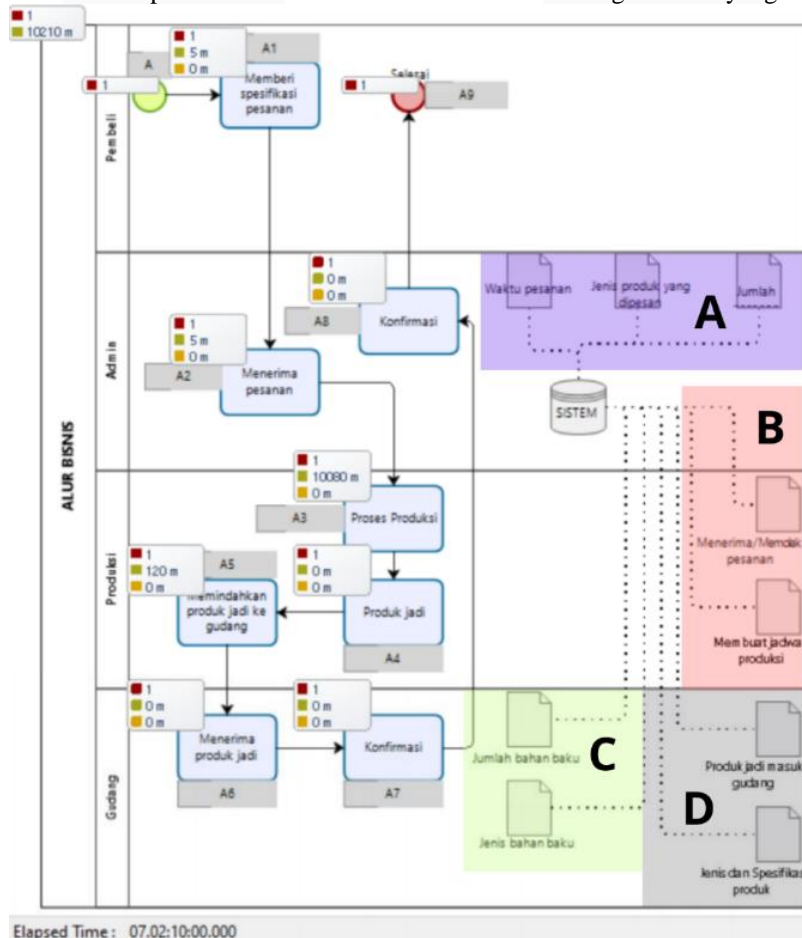 1
10210 m
ALUR BISNIS
Pembeli
A
1
1
5 m
0 m
A1
Memberi
spesifikasi
pesanan
1
Selesai
A9
Admin
1
0 m
0 m
A8
Konfirmasi
1
5 m
0 m
A2
Menerima
pesanan
Waktu pesanan
Jenis produk yang
dipesan
Jumlah
A
SISTEM
B
Produksi
1
10080 m
0 m
A3
Proses Produksi
1
120 m
0 m
A5
Memindahkan
produk jadi ke
gudang
1
0 m
0 m
Produk jadi
A4
Menerima/Memdak
pesanan
Membuat jadwa
produksi
Gudang
1
0 m
0 m
Menerima
produk jadi
A6
1
0 m
0 m
Konfirmasi
A7
Jumlah bahan baku
C
Jenis bahan baku
Produk jadi masuk
gudang
D
Jenis dan Spesifikas
produk
Elapsed Time : 07.02:10:00.000